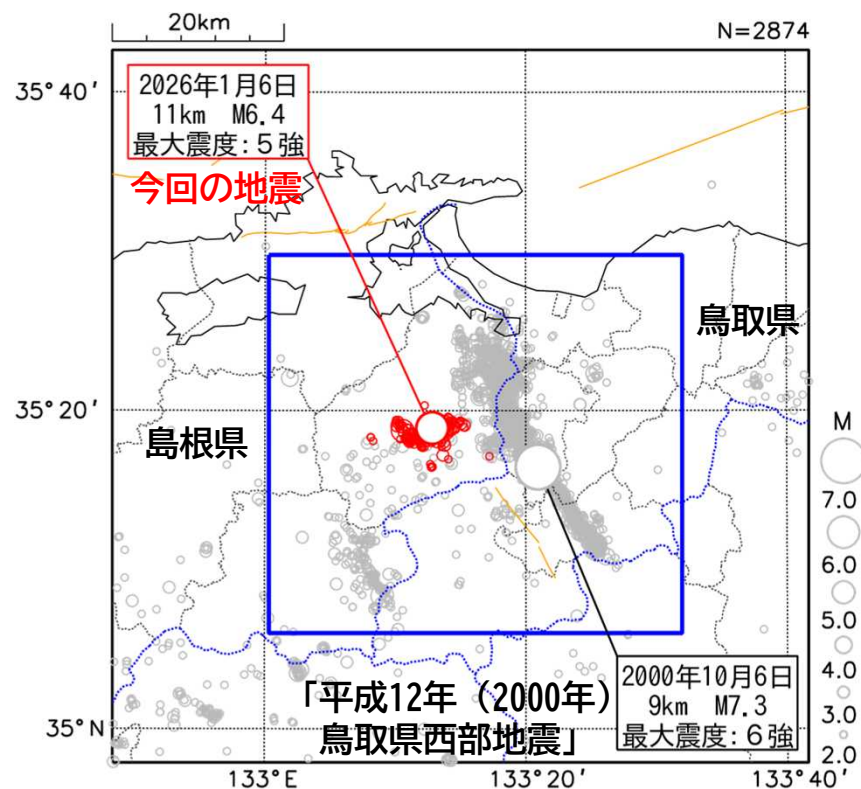 20km
N=2874
35°40'
2026年1月6日
11km M6.4
最大震度:5強
今回の地震
鳥取県
35°20'
島根県
M
7.0
6.0
5.0
4.0
3.0
2.0
「平成12年（2000年）
鳥取県西部地震」
2000年10月6日
9km M7.3
最大震度:6強
35°N
133°E
133°20'
133°40'